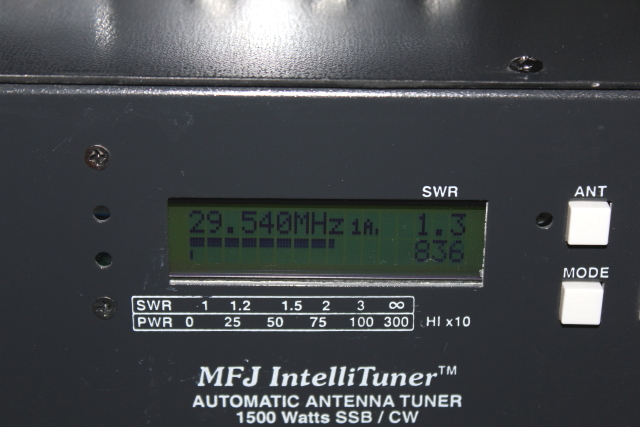 SWR ANT
29.540MHz 1A. 1.3
836
MODE
SWR 1 1.2 1.5 2 3 ∞
PWR 0 25 50 75 100 300 HI x10
MFJ IntelliTuner™
AUTOMATIC ANTENNA TUNER
1500 Watts SSB / CW